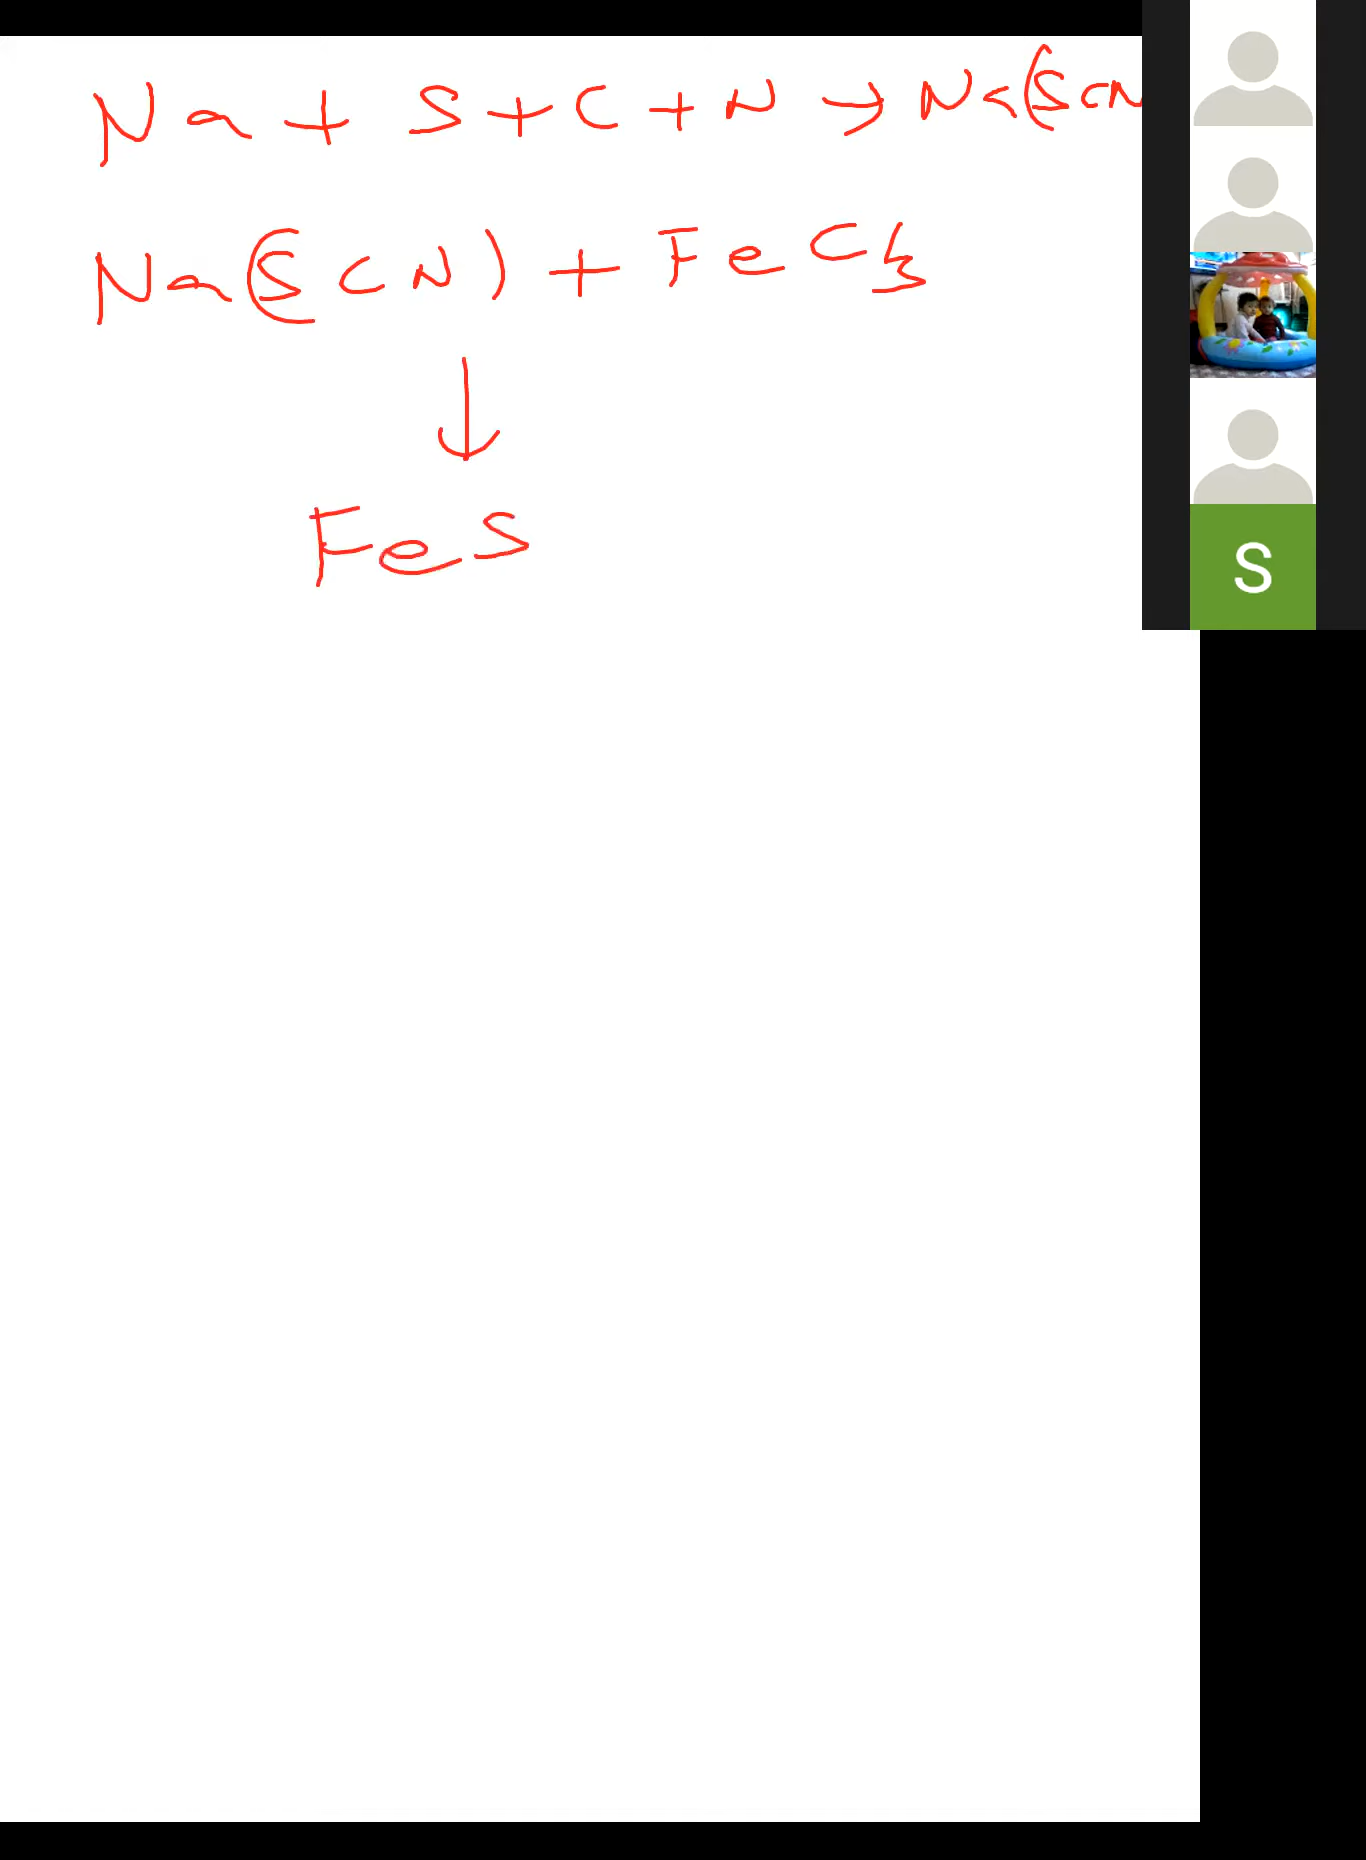 Na + S + C + N → Na(SCN
Na(SCN) + FeCl3
↓
FeS
S